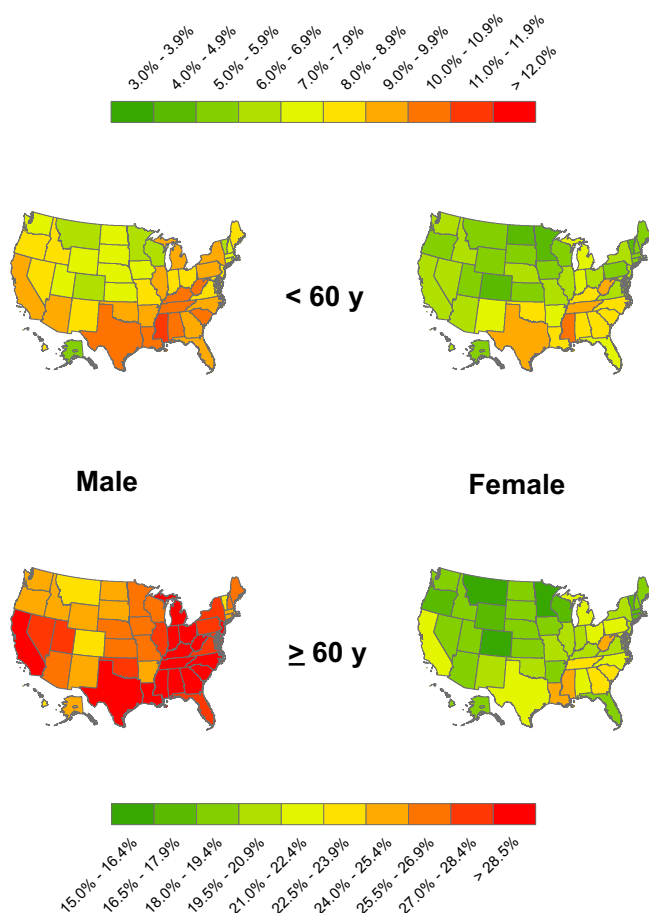 3.0% - 3.9%
4.0% - 4.9%
5.0% - 5.9%
6.0% - 6.9%
7.0% - 7.9%
8.0% - 8.9%
9.0% - 9.9%
10.0% - 10.9%
11.0% - 11.9%
> 12.0%
< 60 y
Male
Female
≥ 60 y
15.0% - 16.4%
16.5% - 17.9%
18.0% - 19.4%
19.5% - 20.9%
21.0% - 22.4%
22.5% - 23.9%
24.0% - 25.4%
25.5% - 26.9%
27.0% - 28.4%
> 28.5%